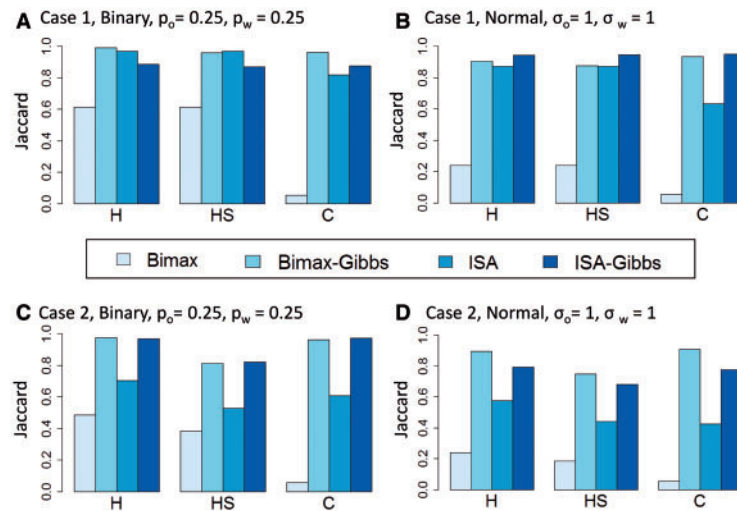 A Case 1, Binary, pₒ= 0.25, p_w = 0.25
Jaccard
0.0 0.2 0.4 0.6 0.8 1.0
H HS C
B Case 1, Normal, σₒ= 1, σ_w = 1
Jaccard
0.0 0.2 0.4 0.6 0.8 1.0
H HS C
Bimax Bimax-Gibbs ISA ISA-Gibbs
C Case 2, Binary, pₒ= 0.25, p_w = 0.25
Jaccard
0.0 0.2 0.4 0.6 0.8 1.0
H HS C
D Case 2, Normal, σₒ= 1, σ_w = 1
Jaccard
0.0 0.2 0.4 0.6 0.8 1.0
H HS C